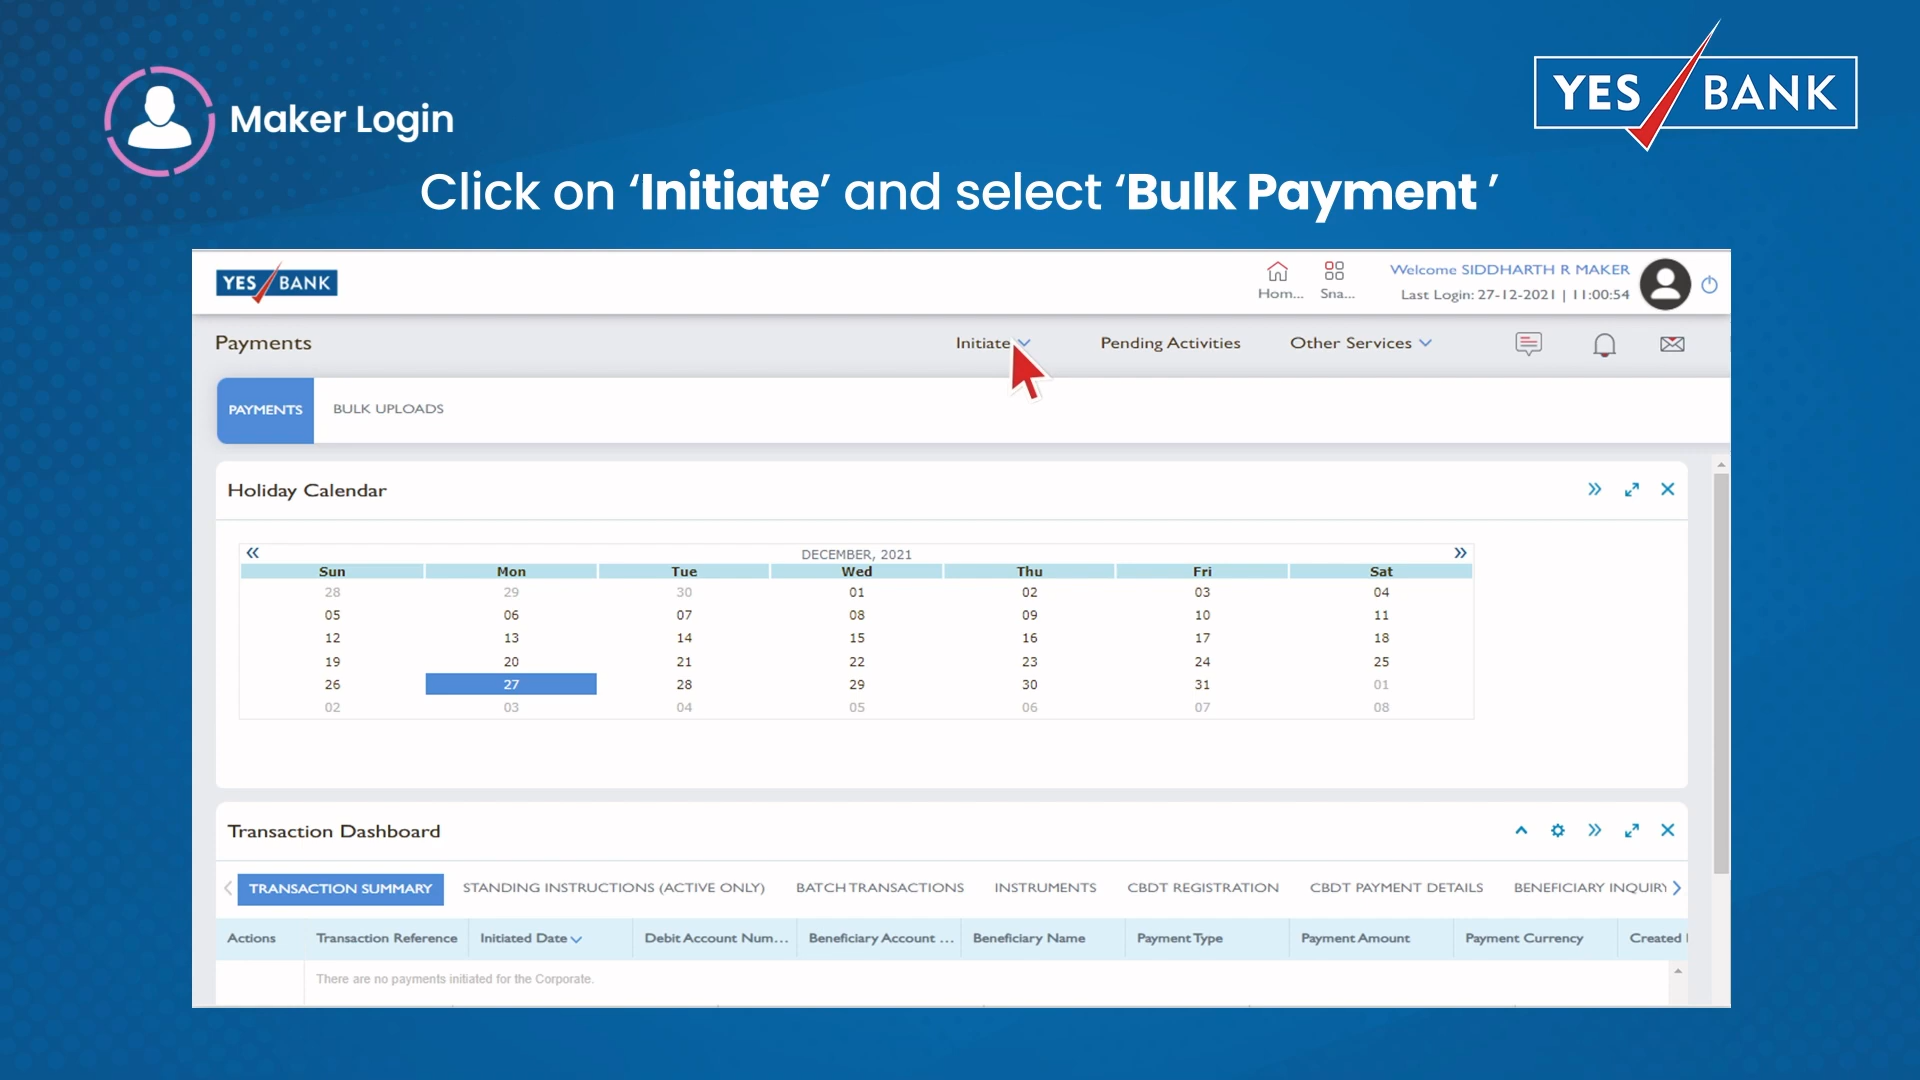 YES BANK
Maker Login
Click on ‘Initiate’ and select ‘Bulk Payment ’
YES BANK
Hom...
Sna...
Welcome SIDDHARTH R MAKER
Last Login: 27-12-2021 | 11:00:54
Payments
Initiate
Pending Activities
Other Services
PAYMENTS
BULK UPLOADS
Holiday Calendar
DECEMBER, 2021
Sun Mon Tue Wed Thu Fri Sat
28 29 30 01 02 03 04
05 06 07 08 09 10 11
12 13 14 15 16 17 18
19 20 21 22 23 24 25
26 27 28 29 30 31 01
02 03 04 05 06 07 08
Transaction Dashboard
TRANSACTION SUMMARY STANDING INSTRUCTIONS (ACTIVE ONLY) BATCH TRANSACTIONS INSTRUMENTS CBDT REGISTRATION CBDT PAYMENT DETAILS BENEFICIARY INQUIRY
Actions Transaction Reference Initiated Date Debit Account Num... Beneficiary Account ... Beneficiary Name Payment Type Payment Amount Payment Currency Created
There are no payments initiated for the Corporate.